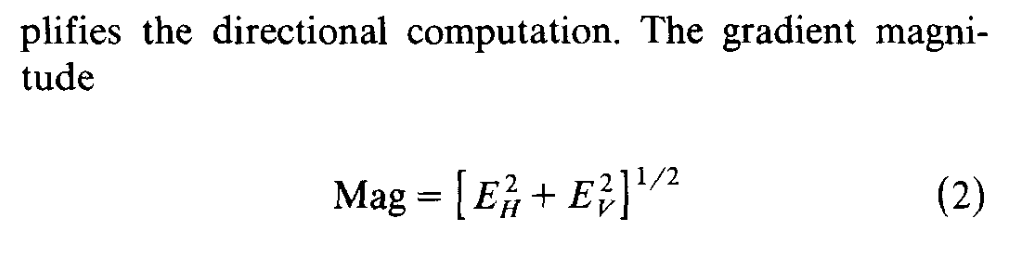 plifies the directional computation. The gradient magni-
tude
Mag = [E_H^2 + E_V^2]^{1/2} (2)